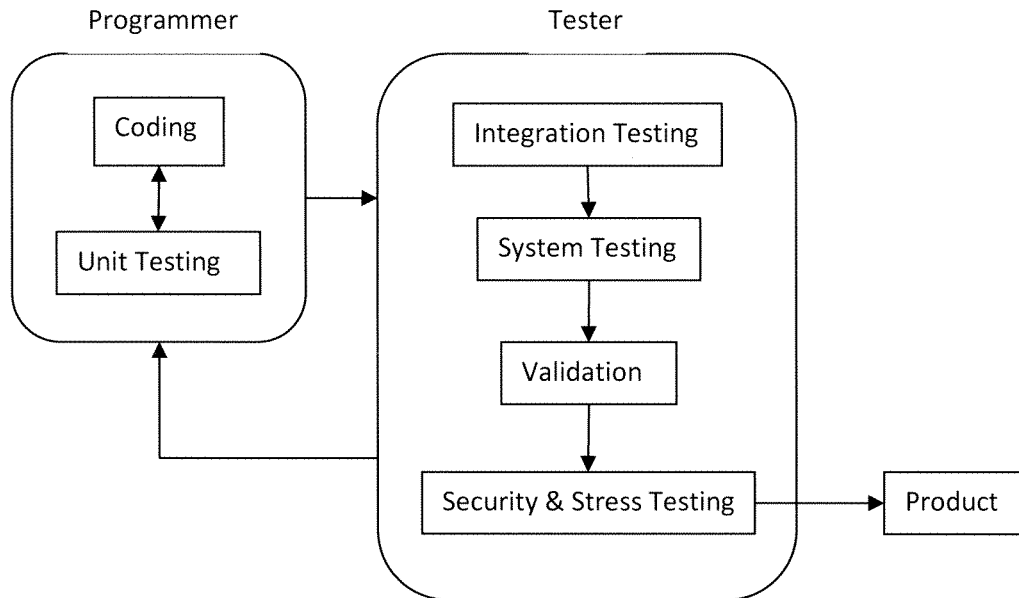 Programmer
Tester
Coding
Unit Testing
Integration Testing
System Testing
Validation
Security & Stress Testing
Product